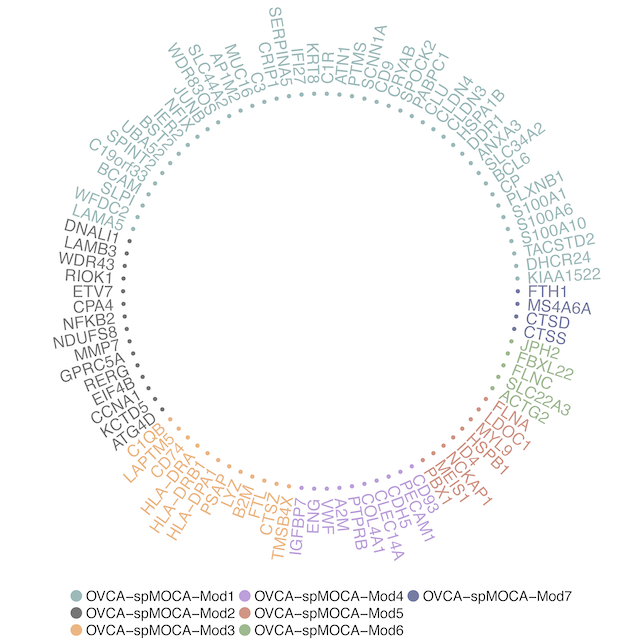 SERPINA5
IFI27
KRT8
C1R
ATN1
PTMS
SCNN1A
CD9
CRYAB
SPOCK2
PABPC1
CLU
CLDN4
CLDN3
HSPA1B
DDR1
ANXA3
SLC34A2
BCL6
PLXNB1
S100A1
S100A6
S100A10
TACSTD2
DHCR24
KIAA1522
FTH1
MS4A6A
CTSD
CTSS
JPH2
FBXL22
FLNC
SLC22A3
ACTG2
FLNA
LDOC1
MYL9
HSPB1
ID4
NCKAP1
MEIS1
PBX1
CD93
PECAM1
CDH5
CLEC14A
COL4A1
PTPRB
A2M
VWF
ENG
IGFBP7
TMSB4X
CTSZ
FTL
B2M
LYZ
PSAP
HLA-DPA1
HLA-DRB1
HLA-DRA
CD74
LAPTM5
C1QB
ATG4D
KCTD5
CCNA1
EIF4B
RERG
GPRC5A
MMP7
NDUFS8
NFKB2
CPA4
ETV7
RIOK1
WDR43
LAMB3
DNALI1
LAMA5
WFDC2
SLPI
BCAM
C19orf33
SPINT2
UBA52
BST2
IER2
JUNB
WDR83OS
SLC44A2
AP1M2
MUC16
C3
CRIP1
OVCA-spMOCA-Mod1 OVCA-spMOCA-Mod4 OVCA-spMOCA-Mod7
OVCA-spMOCA-Mod2 OVCA-spMOCA-Mod5
OVCA-spMOCA-Mod3 OVCA-spMOCA-Mod6